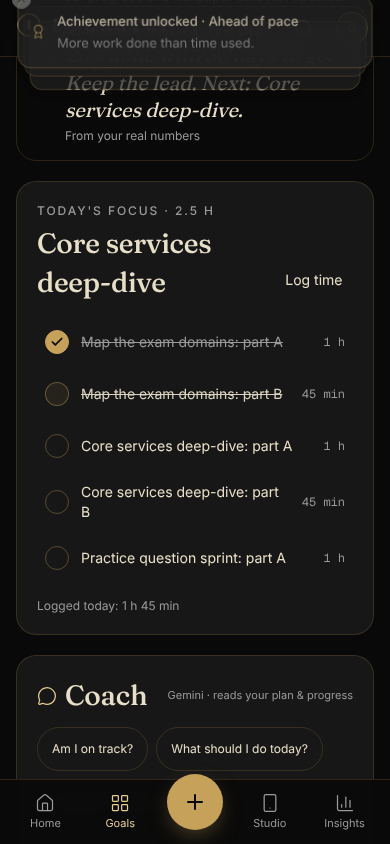 Achievement unlocked · Ahead of pace
More work done than time used.
Keep the lead. Next: Core
services deep-dive.
From your real numbers
TODAY'S FOCUS · 2.5 H
Core services
deep-dive
Log time
Map the exam domains: part A 1 h
Map the exam domains: part B 45 min
Core services deep-dive: part A 1 h
Core services deep-dive: part
B
45 min
Practice question sprint: part A 1 h
Logged today: 1 h 45 min
Coach
Gemini · reads your plan & progress
Am I on track? What should I do today?
Home Goals Studio Insights